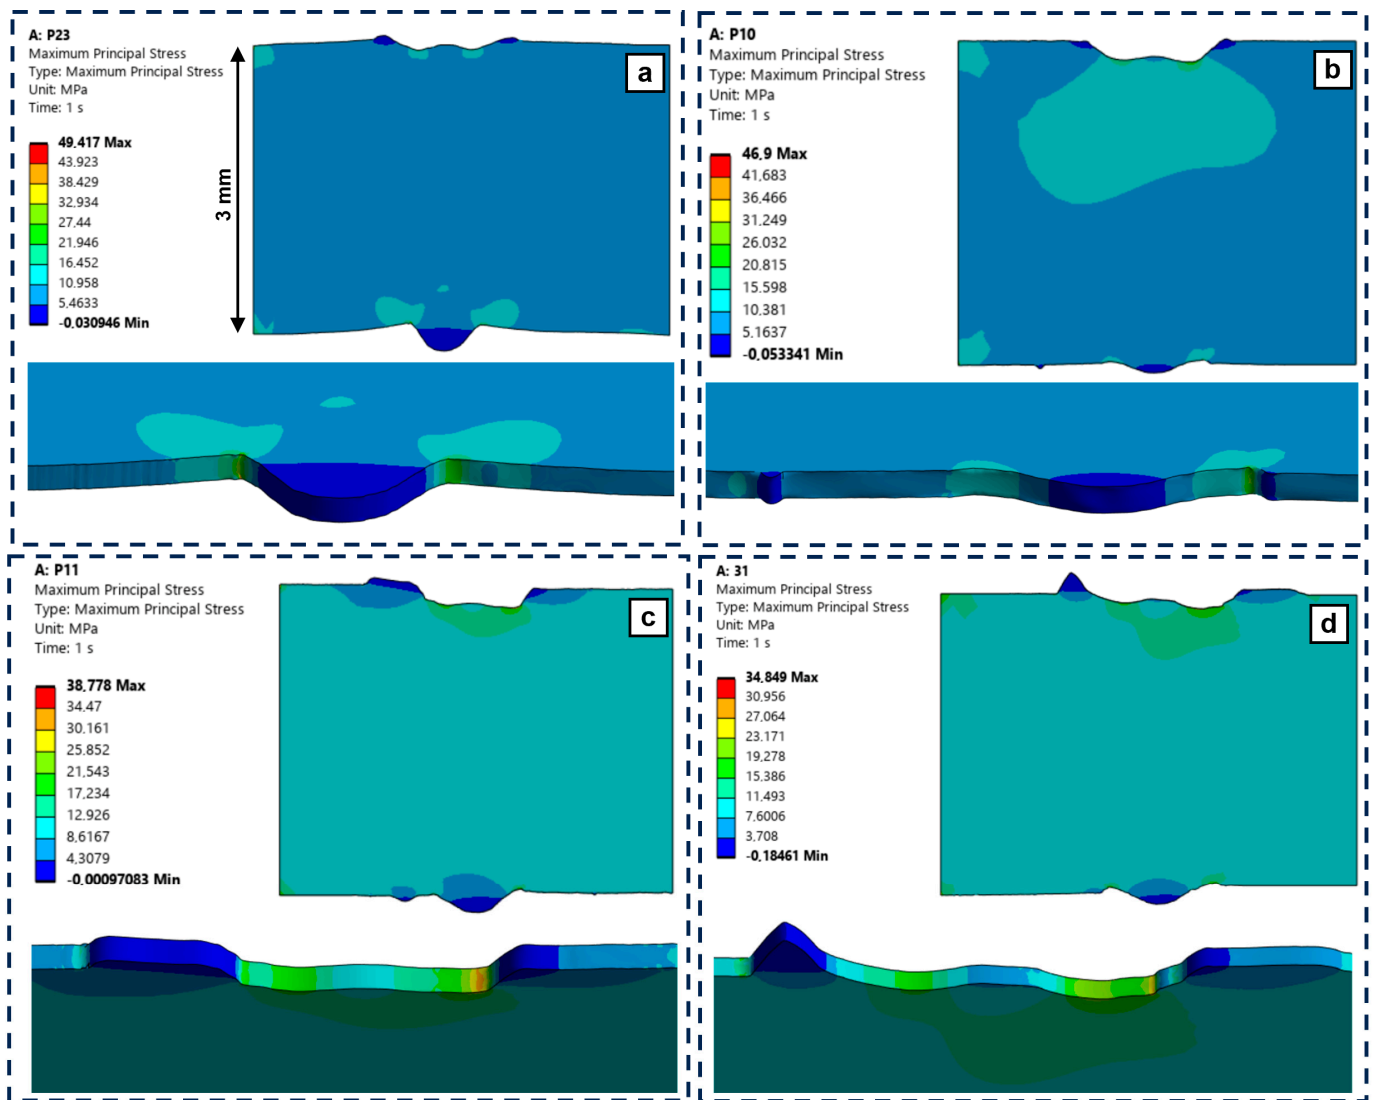 A: P23
Maximum Principal Stress
Type: Maximum Principal Stress
Unit: MPa
Time: 1 s
49,417 Max
43,923
38,429
32,934
27,44
21,946
16,452
10,958
5,4633
-0,030946 Min
3 mm
a
A: P10
Maximum Principal Stress
Type: Maximum Principal Stress
Unit: MPa
Time: 1 s
46,9 Max
41,683
36,466
31,249
26,032
20,815
15,598
10,381
5,1637
-0,053341 Min
b
A: P11
Maximum Principal Stress
Type: Maximum Principal Stress
Unit: MPa
Time: 1 s
38,778 Max
34,47
30,161
25,852
21,543
17,234
12,926
8,6167
4,3079
-0,00097083 Min
c
A: 31
Maximum Principal Stress
Type: Maximum Principal Stress
Unit: MPa
Time: 1 s
34,849 Max
30,956
27,064
23,171
19,278
15,386
11,493
7,6006
3,708
-0,18461 Min
d